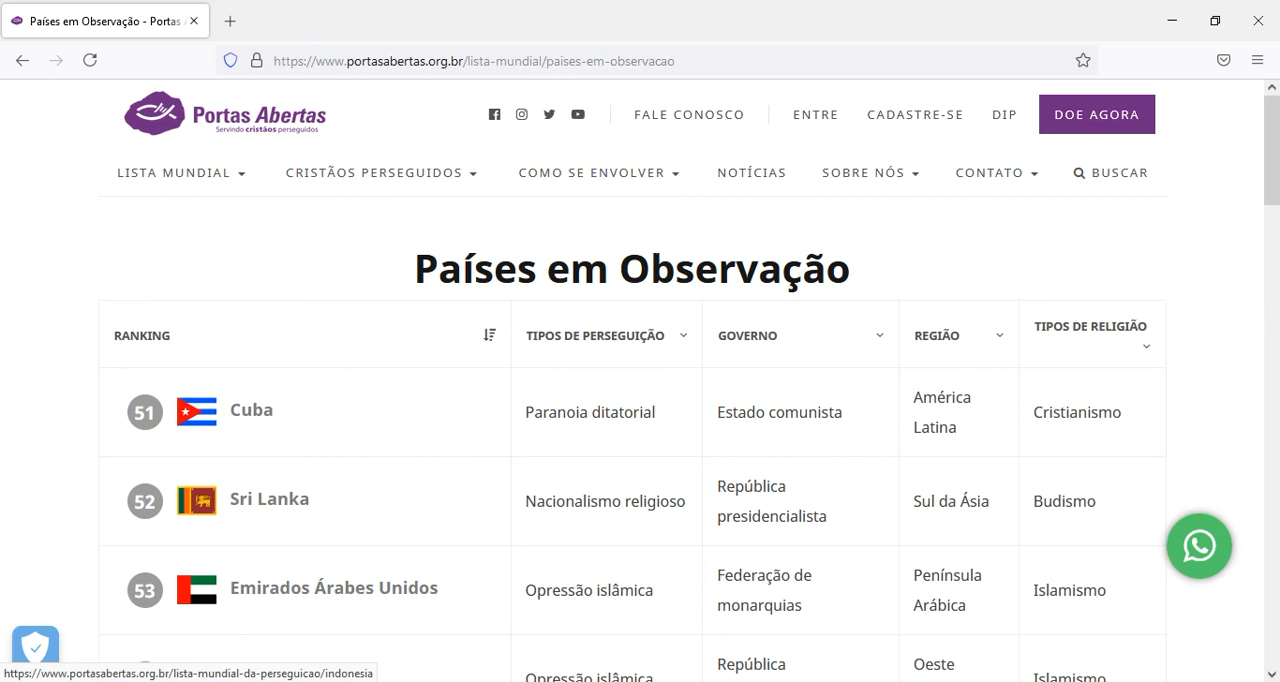 Países em Observação - Portas
https://www.portasabertas.org.br/lista-mundial/paises-em-observacao
Portas Abertas
Servindo cristãos perseguidos
FALE CONOSCO
ENTRE
CADASTRE-SE
DIP
DOE AGORA
LISTA MUNDIAL
CRISTÃOS PERSEGUIDOS
COMO SE ENVOLVER
NOTÍCIAS
SOBRE NÓS
CONTATO
BUSCAR
Países em Observação
RANKING
TIPOS DE PERSEGUIÇÃO
GOVERNO
REGIÃO
TIPOS DE RELIGIÃO
51
Cuba
Paranoia ditatorial
Estado comunista
América
Latina
Cristianismo
52
Sri Lanka
Nacionalismo religioso
República
presidencialista
Sul da Ásia
Budismo
53
Emirados Árabes Unidos
Opressão islâmica
Federação de
monarquias
Península
Arábica
Islamismo
Opressão islâmica
República
Oeste
Islamismo
https://www.portasabertas.org.br/lista-mundial-da-perseguicao/indonesia